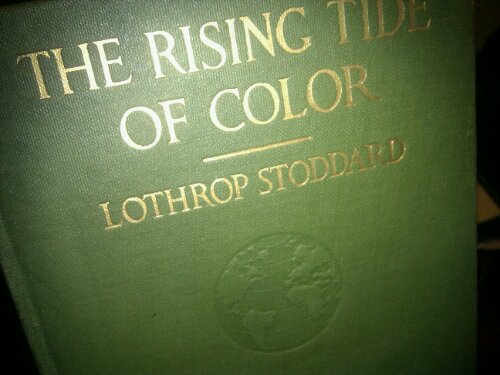 THE RISING TIDE
OF COLOR
LOTHROP STODDARD